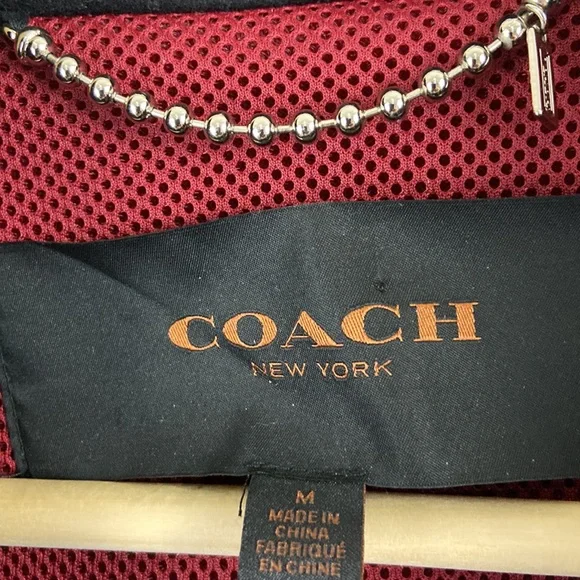 COACH
NEW YORK
M
MADE IN
CHINA
FABRIQUÉ
EN CHINE